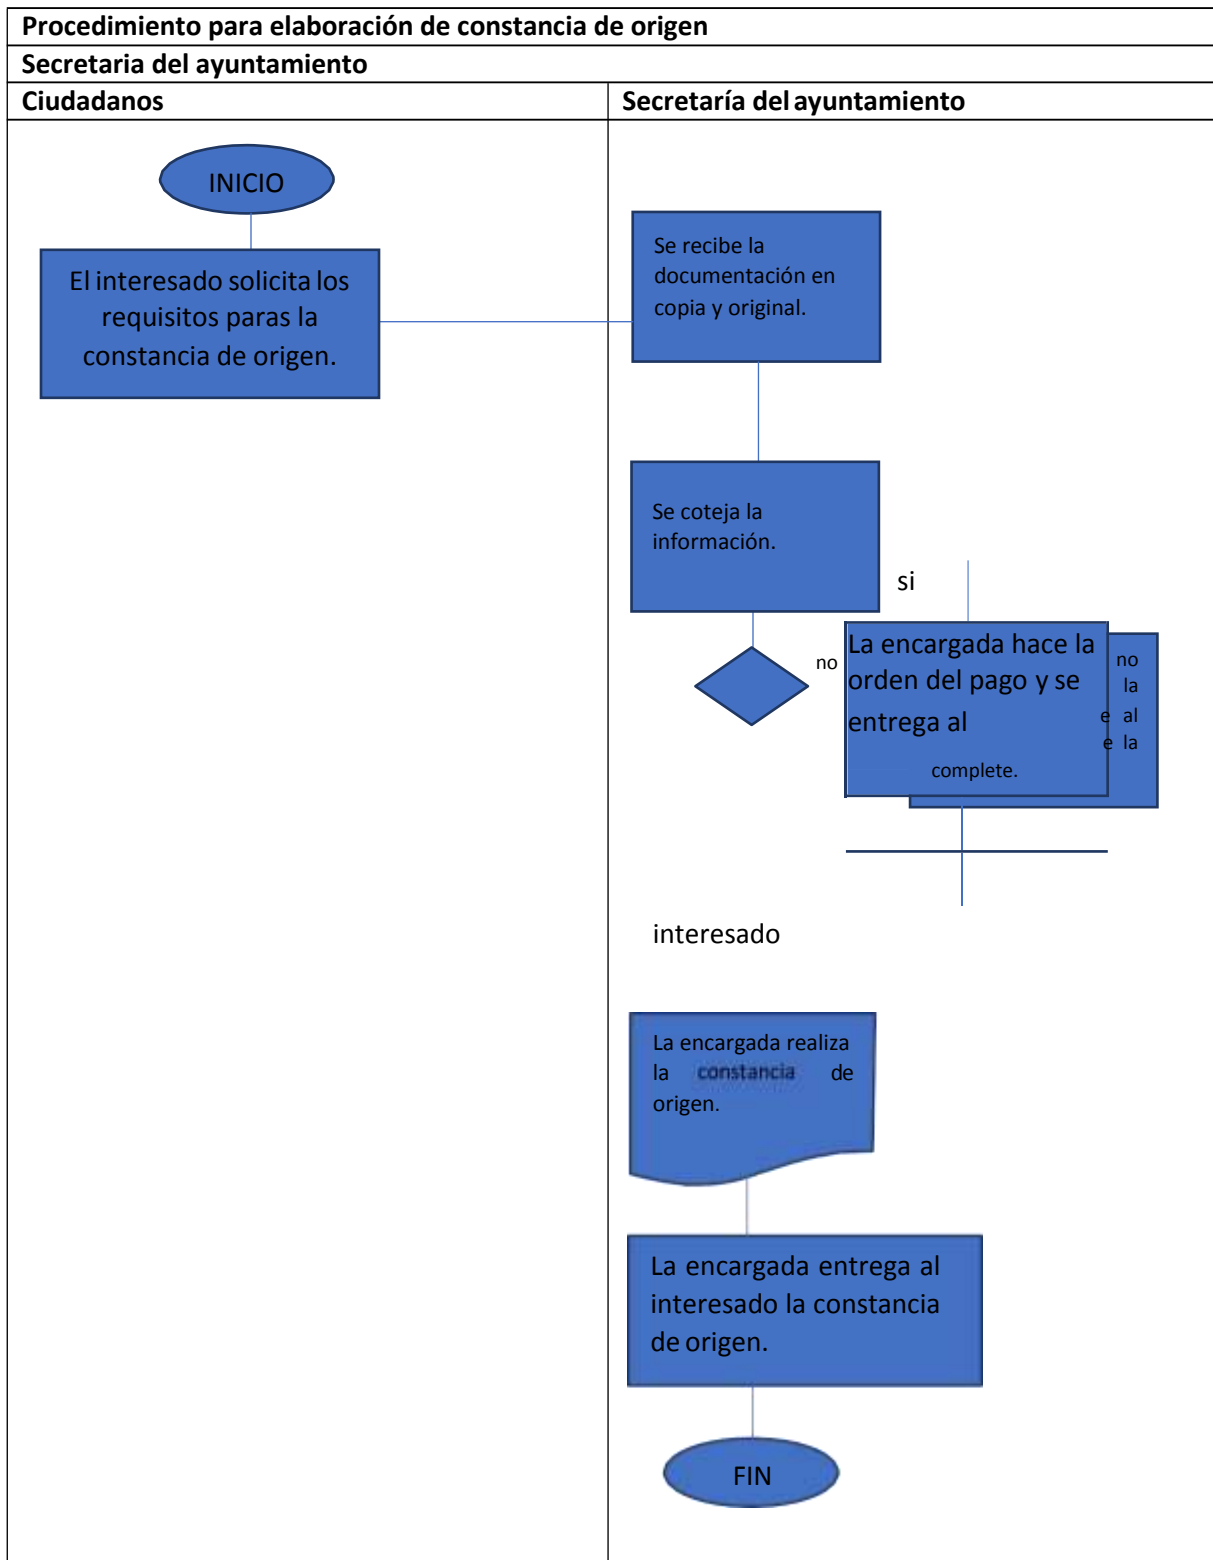 Procedimiento para elaboración de constancia de origen
Secretaria del ayuntamiento
Ciudadanos
Secretaría del ayuntamiento
INICIO
El interesado solicita los
requisitos paras la
constancia de origen.
Se recibe la
documentación en
copia y original.
Se coteja la
información.
si
no
La encargada hace la
orden del pago y se
entrega al
complete.
no
la
e al
e la
interesado
La encargada realiza
la constancia de
origen.
La encargada entrega al
interesado la constancia
de origen.
FIN